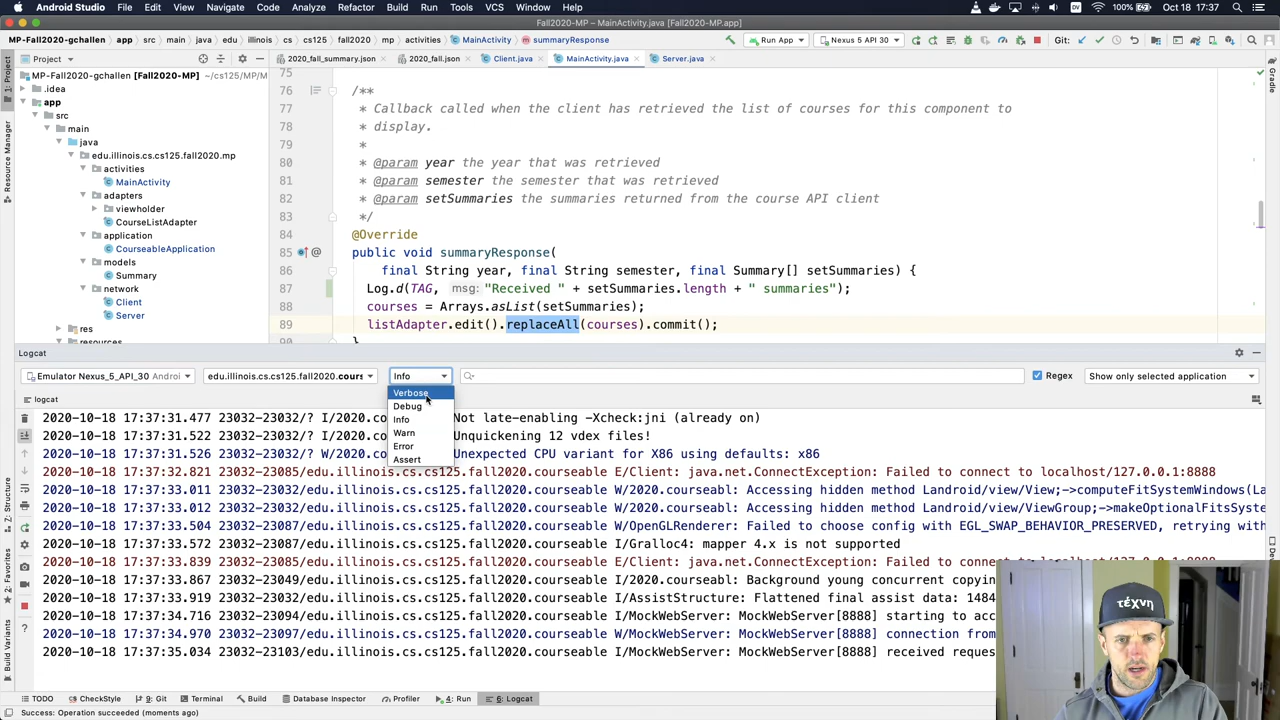 Android Studio File Edit View Navigate Code Analyze Refactor Build Run Tools VCS Window Help 100% Oct 18 17:37
Fall2020-MP – MainActivity.java [Fall2020-MP.app]
MP-Fall2020-gchallen app src main java edu illinois cs cs125 fall2020 mp activities MainActivity summaryResponse Run App Nexus 5 API 30 Git:
Project 2020_fall_summary.json 2020_fall.json Client.java MainActivity.java Server.java
MP-Fall2020-gchallen [Fall2020-MP]
.idea
app
src
main
java
edu.illinois.cs.cs125.fall2020.mp
activities
MainActivity
adapters
viewholder
CourseListAdapter
application
CourseableApplication
models
Summary
network
Client
Server
res
resources
75
76 /**
77 * Callback called when the client has retrieved the list of courses for this component to
78 * display.
79 *
80 * @param year the year that was retrieved
81 * @param semester the semester that was retrieved
82 * @param setSummaries the summaries returned from the course API client
83 */
84 @Override
85 public void summaryResponse(
86 final String year, final String semester, final Summary[] setSummaries) {
87 Log.d(TAG, msg: "Received " + setSummaries.length + " summaries");
88 courses = Arrays.asList(setSummaries);
89 listAdapter.edit().replaceAll(courses).commit();
90 }
1: Project
Resource Manager
Z: Structure
2: Favorites
Build Variants
Gradle
Logcat
Emulator Nexus_5_API_30 Android edu.illinois.cs.cs125.fall2020.cours Info Regex Show only selected application
Verbose
Debug
Info
Warn
Error
Assert
logcat
2020-10-18 17:37:31.477 23032-23032/? I/2020.co Not late-enabling -Xcheck:jni (already on)
2020-10-18 17:37:31.522 23032-23032/? I/2020.co Unquickening 12 vdex files!
2020-10-18 17:37:31.526 23032-23032/? W/2020.co Unexpected CPU variant for X86 using defaults: x86
2020-10-18 17:37:32.821 23032-23085/edu.illinois.cs.cs125.fall2020.courseable E/Client: java.net.ConnectException: Failed to connect to localhost/127.0.0.1:8888
2020-10-18 17:37:33.011 23032-23032/edu.illinois.cs.cs125.fall2020.courseable W/2020.courseabl: Accessing hidden method Landroid/view/View;->computeFitSystemWindows(La
2020-10-18 17:37:33.012 23032-23032/edu.illinois.cs.cs125.fall2020.courseable W/2020.courseabl: Accessing hidden method Landroid/view/ViewGroup;->makeOptionalFitsSyste
2020-10-18 17:37:33.504 23032-23087/edu.illinois.cs.cs125.fall2020.courseable W/OpenGLRenderer: Failed to choose config with EGL_SWAP_BEHAVIOR_PRESERVED, retrying with
2020-10-18 17:37:33.572 23032-23087/edu.illinois.cs.cs125.fall2020.courseable I/Gralloc4: mapper 4.x is not supported
2020-10-18 17:37:33.839 23032-23085/edu.illinois.cs.cs125.fall2020.courseable E/Client: java.net.ConnectException: Failed to connect to localhost/127.0.0.1:8888
2020-10-18 17:37:33.867 23032-23049/edu.illinois.cs.cs125.fall2020.courseable I/2020.courseabl: Background young concurrent copyin
2020-10-18 17:37:33.919 23032-23032/edu.illinois.cs.cs125.fall2020.courseable I/AssistStructure: Flattened final assist data: 1484
2020-10-18 17:37:34.716 23032-23094/edu.illinois.cs.cs125.fall2020.courseable I/MockWebServer: MockWebServer[8888] starting to acc
2020-10-18 17:37:34.970 23032-23097/edu.illinois.cs.cs125.fall2020.courseable W/MockWebServer: MockWebServer[8888] connection from
2020-10-18 17:37:35.034 23032-23103/edu.illinois.cs.cs125.fall2020.courseable I/MockWebServer: MockWebServer[8888] received reques
τέχνη
TODO CheckStyle 9: Git Terminal Build Database Inspector Profiler 4: Run 6: Logcat
Success: Operation succeeded (moments ago)